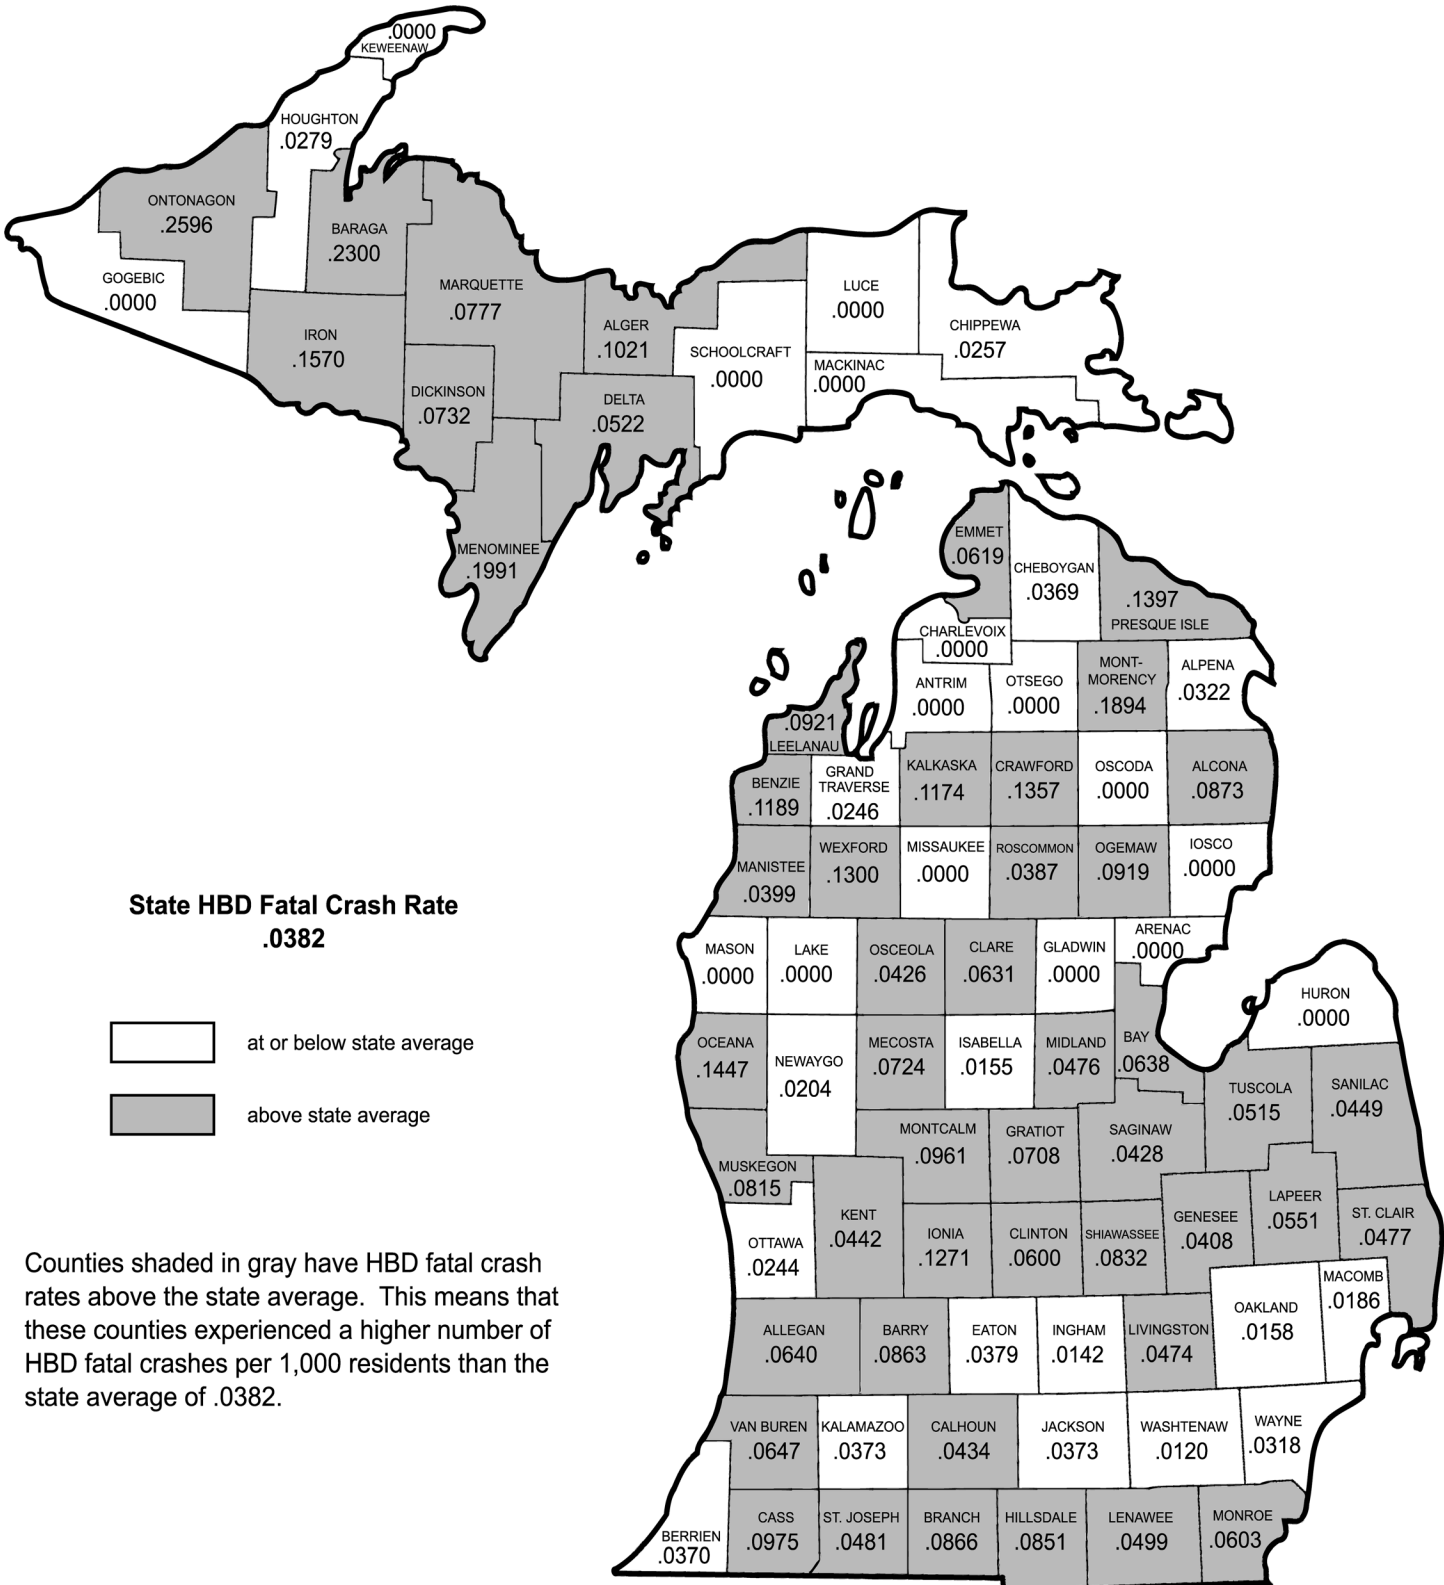 .0000
KEWEENAW
HOUGHTON
.0279
ONTONAGON
.2596
BARAGA
.2300
GOGEBIC
.0000
MARQUETTE
.0777
IRON
.1570
ALGER
.1021
LUCE
.0000
CHIPPEWA
.0257
SCHOOLCRAFT
.0000
MACKINAC
.0000
DICKINSON
.0732
DELTA
.0522
MENOMINEE
.1991
EMMET
.0619
CHEBOYGAN
.0369
.1397
PRESQUE ISLE
CHARLEVOIX
.0000
ANTRIM
.0000
OTSEGO
.0000
MONT-
MORENCY
.1894
ALPENA
.0322
.0921
LEELANAU
BENZIE
.1189
GRAND
TRAVERSE
.0246
KALKASKA
.1174
CRAWFORD
.1357
OSCODA
.0000
ALCONA
.0873
MANISTEE
.0399
WEXFORD
.1300
MISSAUKEE
.0000
ROSCOMMON
.0387
OGEMAW
.0919
IOSCO
.0000
State HBD Fatal Crash Rate
.0382
MASON
.0000
LAKE
.0000
OSCEOLA
.0426
CLARE
.0631
GLADWIN
.0000
ARENAC
.0000
HURON
.0000
at or below state average
above state average
OCEANA
.1447
NEWAYGO
.0204
MECOSTA
.0724
ISABELLA
.0155
MIDLAND
.0476
BAY
.0638
TUSCOLA
.0515
SANILAC
.0449
MUSKEGON
.0815
MONTCALM
.0961
GRATIOT
.0708
SAGINAW
.0428
OTTAWA
.0244
KENT
.0442
IONIA
.1271
CLINTON
.0600
SHIAWASSEE
.0832
GENESEE
.0408
LAPEER
.0551
ST. CLAIR
.0477
Counties shaded in gray have HBD fatal crash
rates above the state average.  This means that
these counties experienced a higher number of
HBD fatal crashes per 1,000 residents than the
state average of .0382.
ALLEGAN
.0640
BARRY
.0863
EATON
.0379
INGHAM
.0142
LIVINGSTON
.0474
OAKLAND
.0158
MACOMB
.0186
VAN BUREN
.0647
KALAMAZOO
.0373
CALHOUN
.0434
JACKSON
.0373
WASHTENAW
.0120
WAYNE
.0318
BERRIEN
.0370
CASS
.0975
ST. JOSEPH
.0481
BRANCH
.0866
HILLSDALE
.0851
LENAWEE
.0499
MONROE
.0603